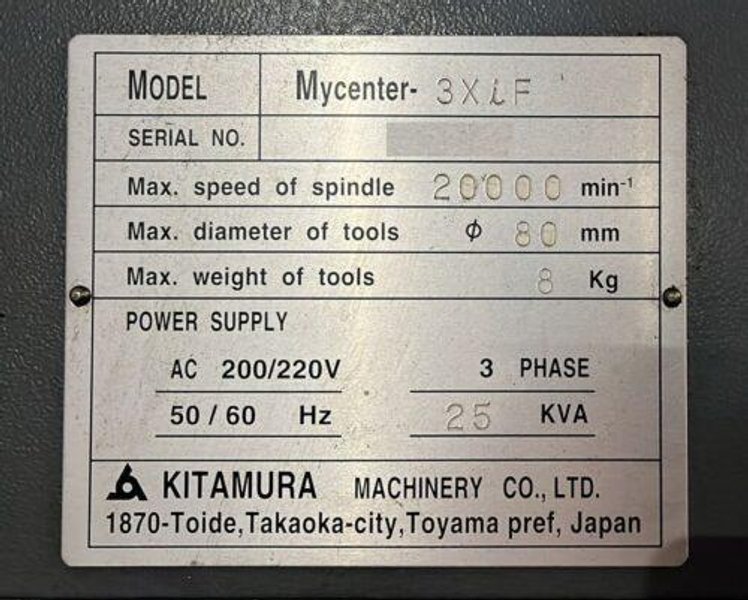 MODEL Mycenter- 3XiF
SERIAL NO.
Max. speed of spindle 20000 min-1
Max. diameter of tools ϕ 80 mm
Max. weight of tools 8 Kg
POWER SUPPLY
AC 200/220V 3 PHASE
50 / 60 Hz 25 KVA
KITAMURA MACHINERY CO., LTD.
1870-Toide,Takaoka-city,Toyama pref, Japan